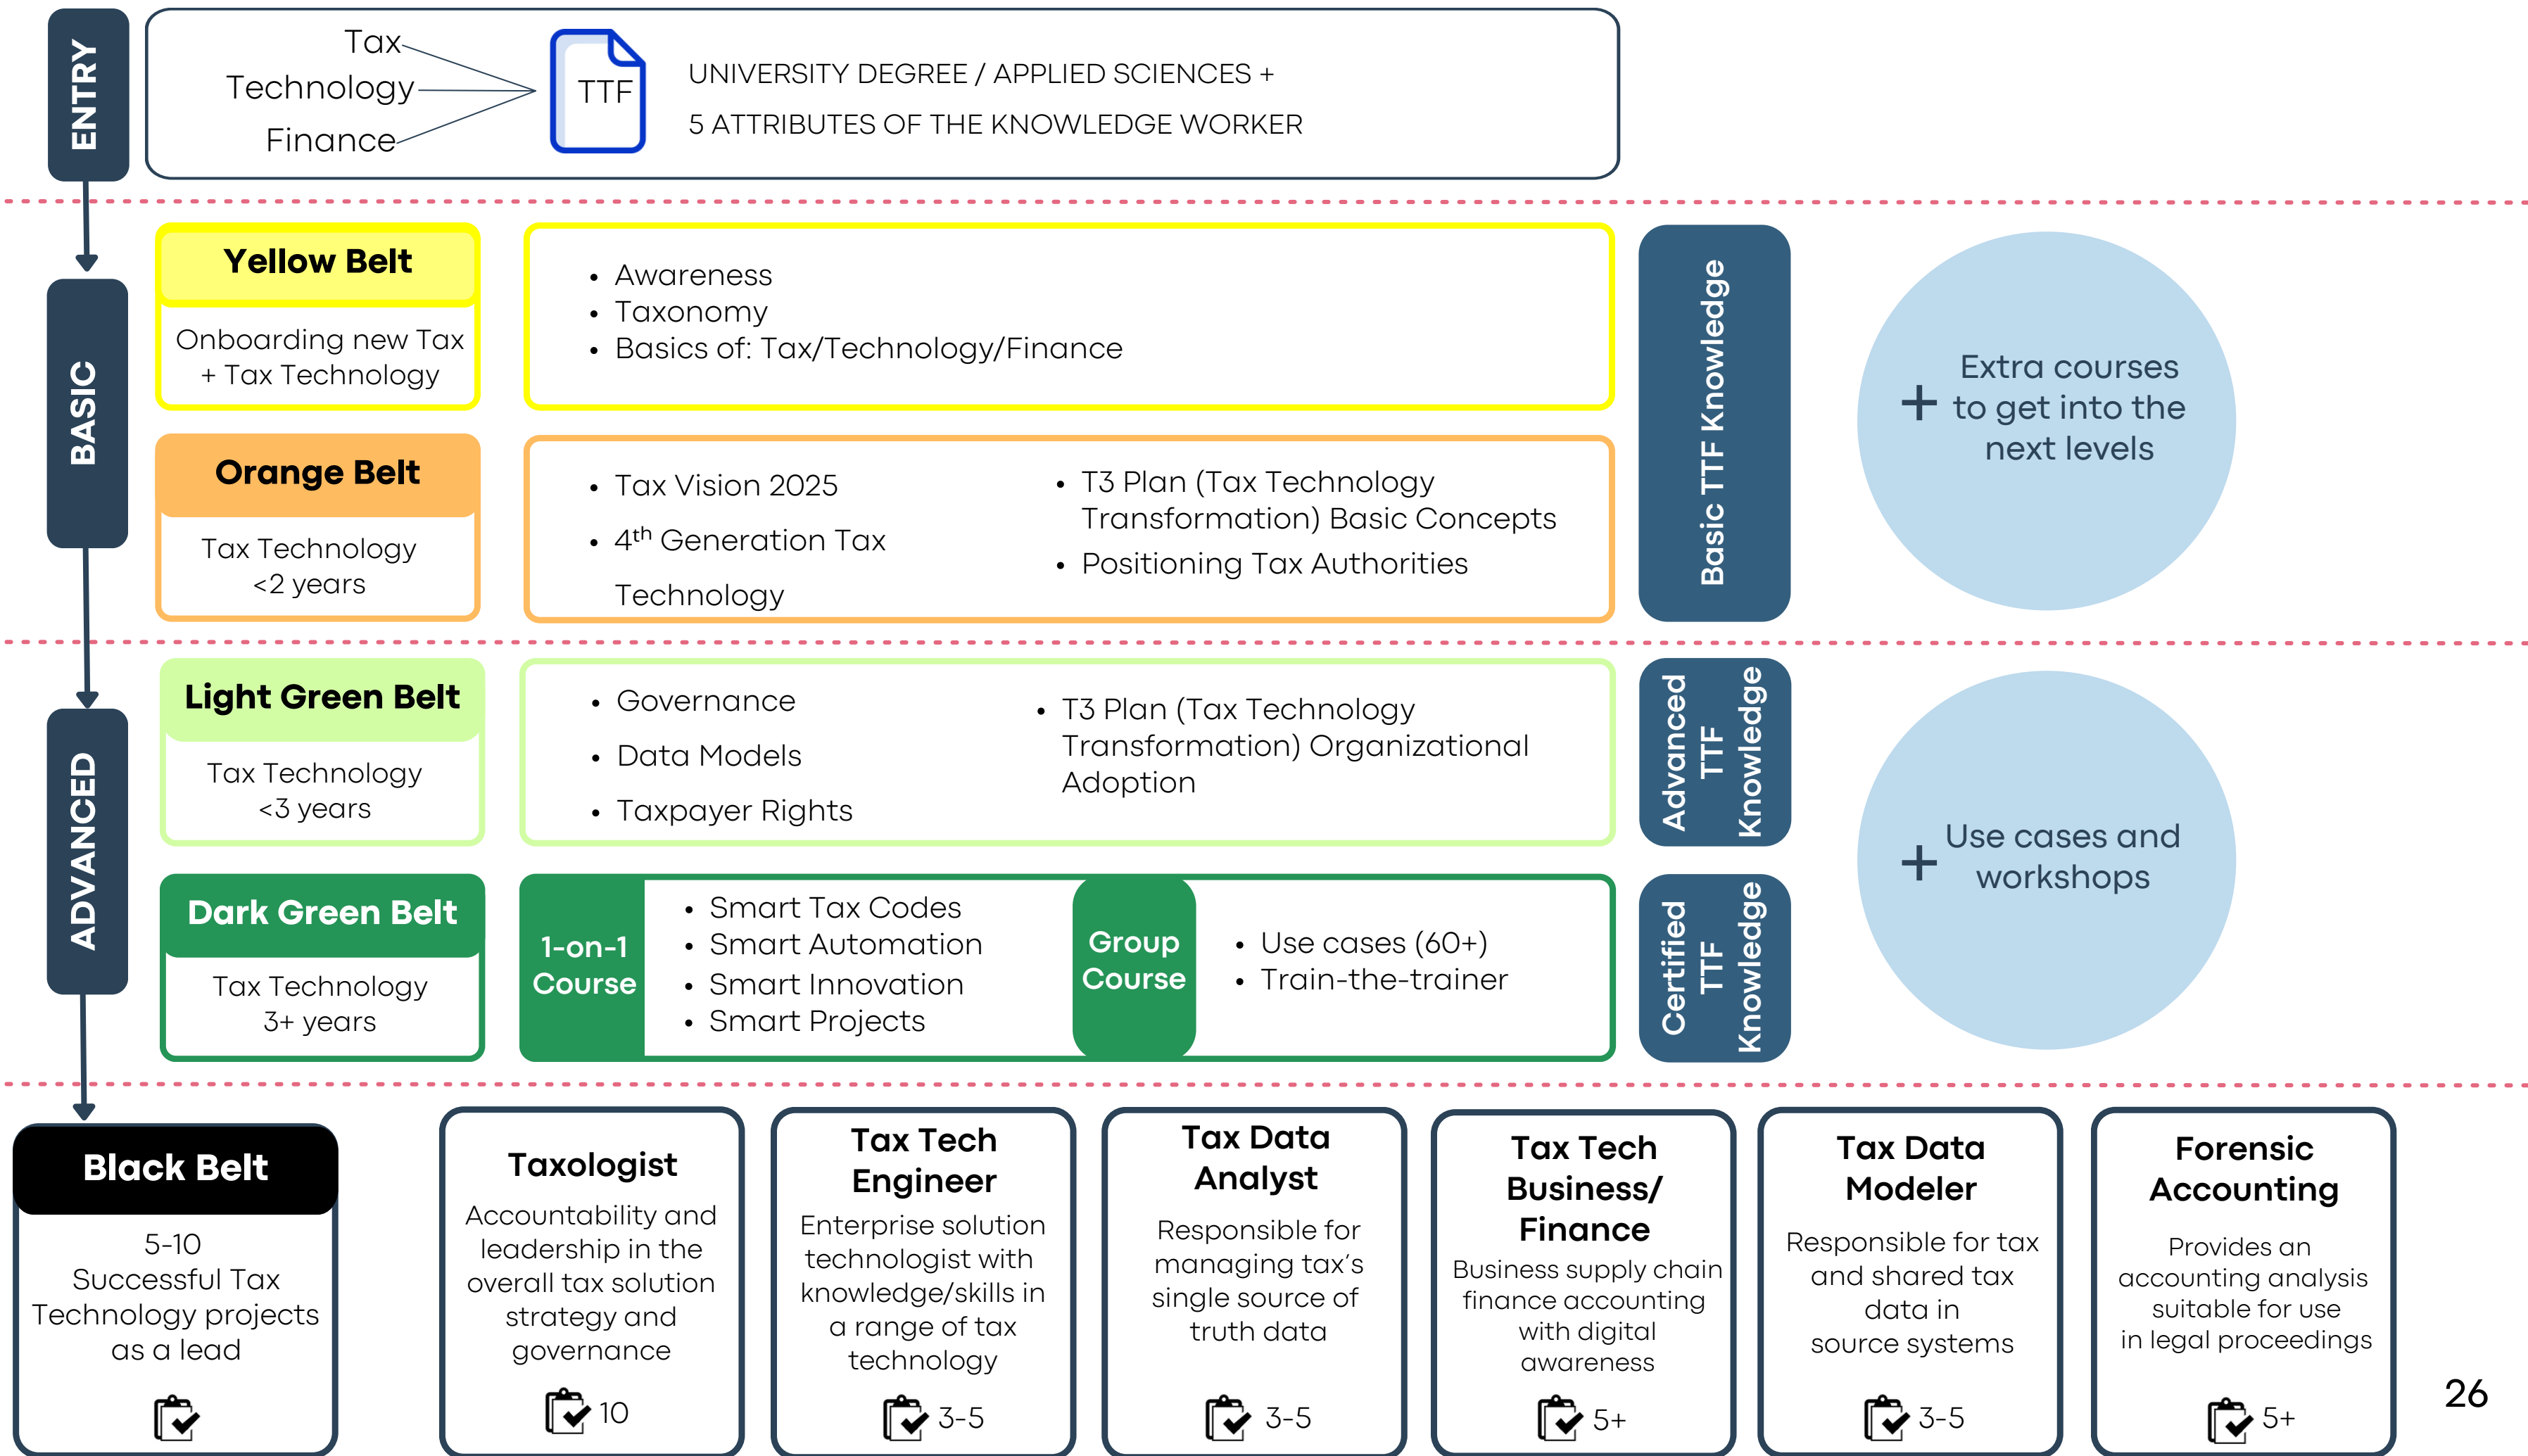 ENTRY
Tax
Technology
Finance
TTF
UNIVERSITY DEGREE / APPLIED SCIENCES +
5 ATTRIBUTES OF THE KNOWLEDGE WORKER
BASIC
Yellow Belt
Onboarding new Tax
+ Tax Technology
• Awareness
• Taxonomy
• Basics of: Tax/Technology/Finance
Orange Belt
Tax Technology
<2 years
• Tax Vision 2025
• 4th Generation Tax
Technology
• T3 Plan (Tax Technology
Transformation) Basic Concepts
• Positioning Tax Authorities
Basic TTF Knowledge
+ Extra courses
to get into the
next levels
ADVANCED
Light Green Belt
Tax Technology
<3 years
• Governance
• Data Models
• Taxpayer Rights
• T3 Plan (Tax Technology
Transformation) Organizational
Adoption
Advanced
TTF
Knowledge
Dark Green Belt
Tax Technology
3+ years
1-on-1
Course
• Smart Tax Codes
• Smart Automation
• Smart Innovation
• Smart Projects
Group
Course
• Use cases (60+)
• Train-the-trainer
Certified
TTF
Knowledge
+ Use cases and
workshops
Black Belt
5-10
Successful Tax
Technology projects
as a lead
Taxologist
Accountability and
leadership in the
overall tax solution
strategy and
governance
10
Tax Tech
Engineer
Enterprise solution
technologist with
knowledge/skills in
a range of tax
technology
3-5
Tax Data
Analyst
Responsible for
managing tax's
single source of
truth data
3-5
Tax Tech
Business/
Finance
Business supply chain
finance accounting
with digital
awareness
5+
Tax Data
Modeler
Responsible for tax
and shared tax
data in
source systems
3-5
Forensic
Accounting
Provides an
accounting analysis
suitable for use
in legal proceedings
5+
26